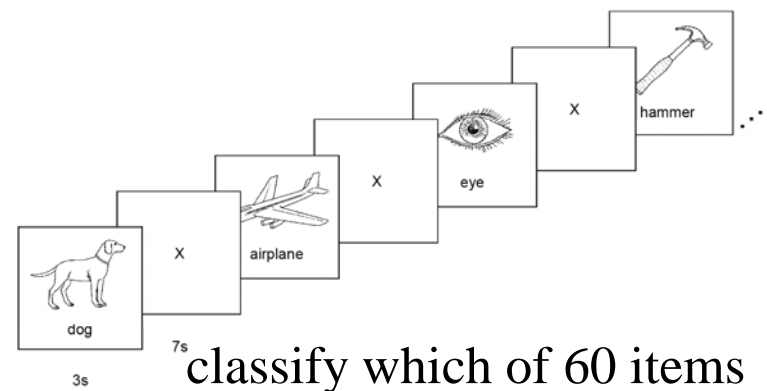 dog
3s
X
7s
airplane
X
eye
X
hammer
...
classify which of 60 items